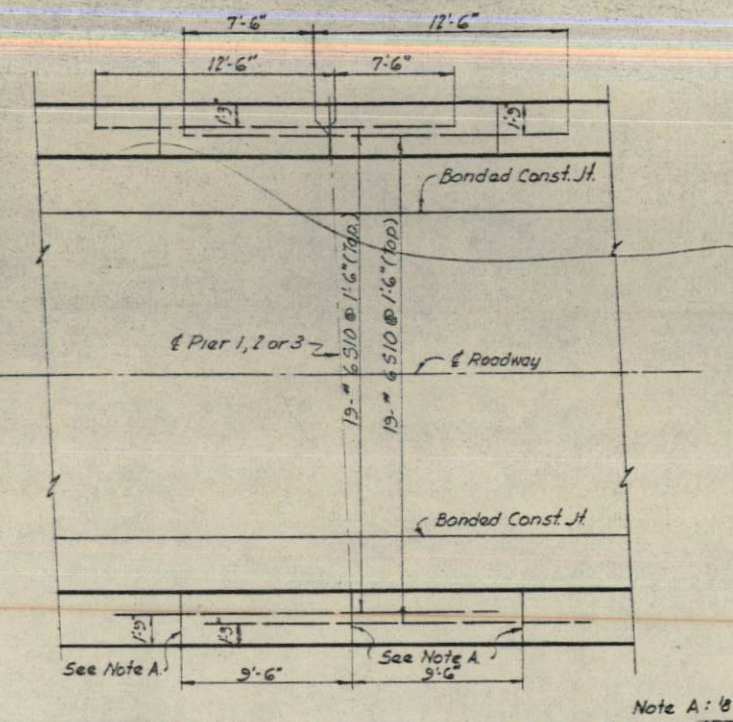 7'-6"
12'-6"
12'-6"
7'-6"
1'-3"
1'-9"
Bonded Const. Jt.
19-#6 S10 @ 1'-6" (Top)
19-#6 S10 @ 1'-6" (Top)
℄ Pier 1, 2 or 3
℄ Roadway
Bonded Const. Jt.
1'-9"
1'-3"
See Note A.
See Note A.
9'-6"
9'-6"
Note A: